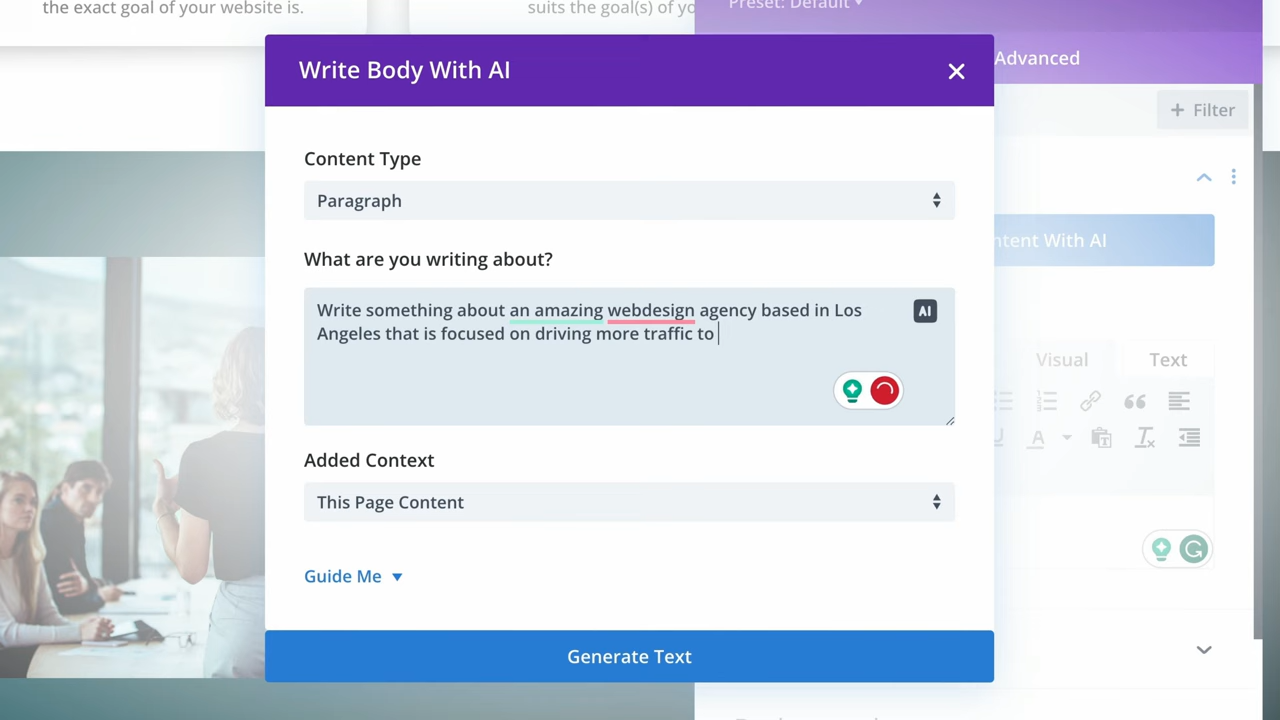 the exact goal of your website is.
suits the goal(s) of yo
Preset: Default
Write Body With AI
Advanced
Filter
Content Type
Paragraph
ntent With AI
What are you writing about?
Write something about an amazing webdesign agency based in Los
Angeles that is focused on driving more traffic to
AI
Visual
Text
Added Context
This Page Content
Guide Me
Generate Text